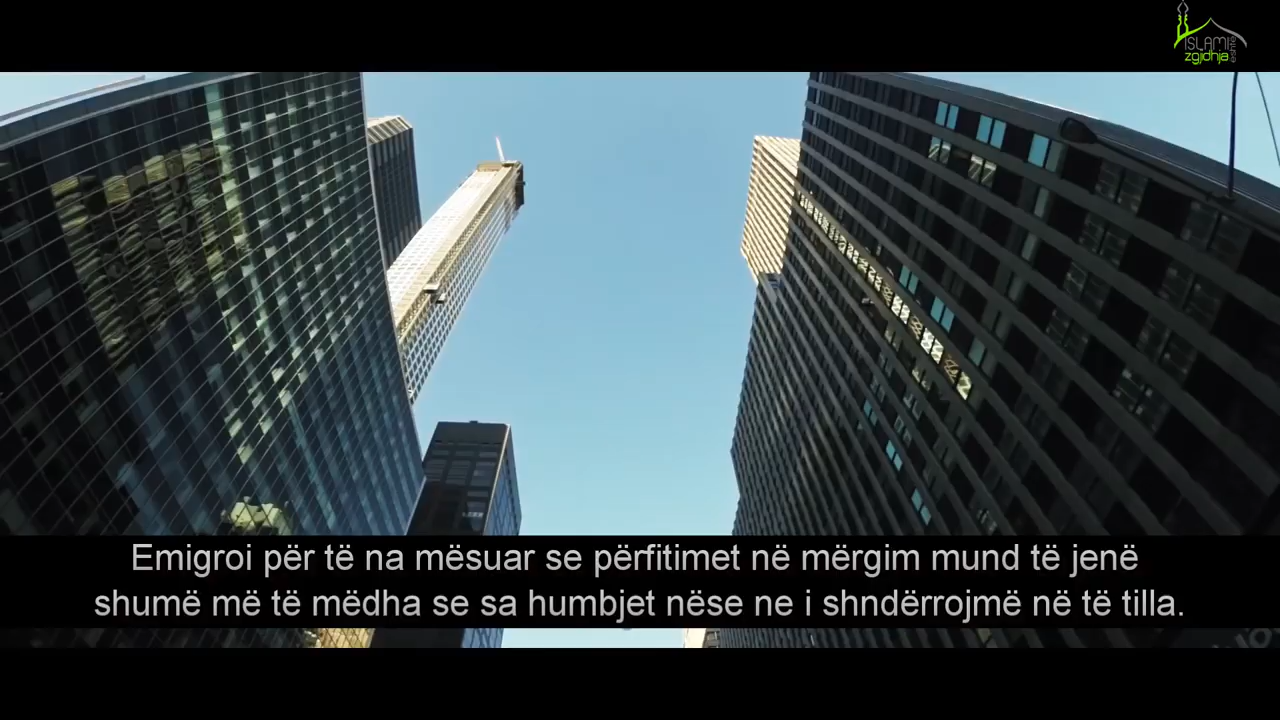 ISLAMI
është
zgjidhja
Emigroi për të na mësuar se përfitimet në mërgim mund të jenë
shumë më të mëdha se sa humbjet nëse ne i shndërrojmë në të tilla.